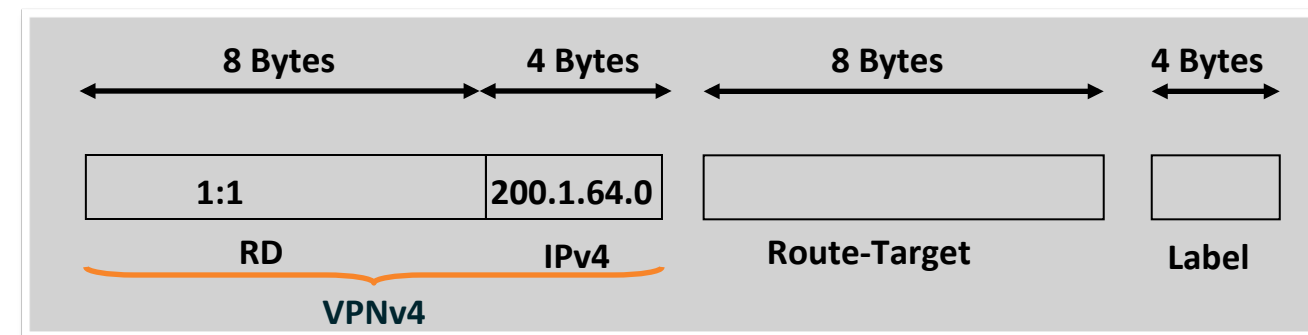 8 Bytes 4 Bytes 8 Bytes 4 Bytes
1:1 200.1.64.0
RD IPv4 Route-Target Label
VPNv4